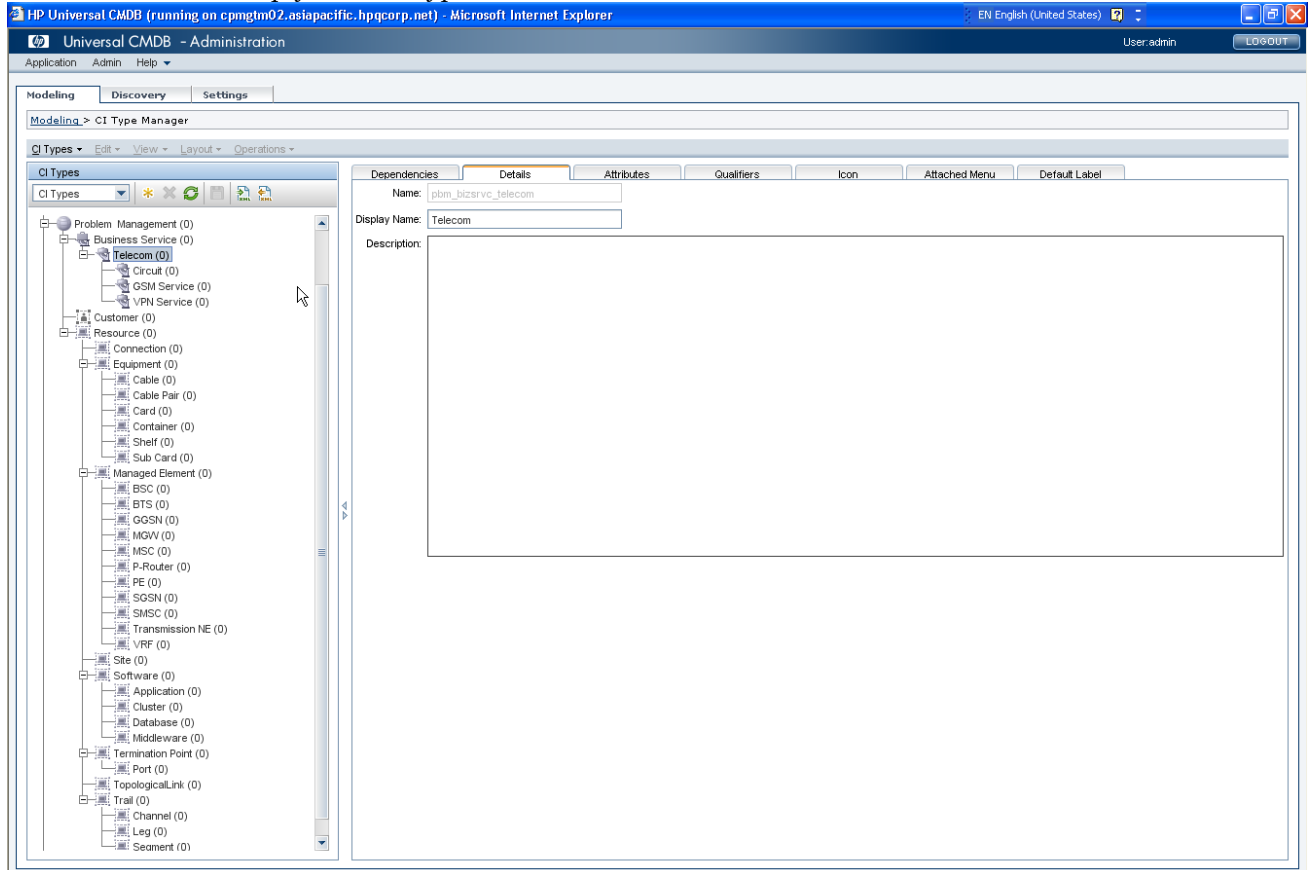 HP Universal CMDB (running on cpmgtm02.asiapacific.hpqcorp.net) - Microsoft Internet Explorer
EN English (United States)
Universal CMDB - Administration
User:admin
LOGOUT
Application Admin Help
Modeling Discovery Settings
Modeling > CI Type Manager
CI Types Edit View Layout Operations
CI Types
CI Types
Problem Management (0)
Business Service (0)
Telecom (0)
Circuit (0)
GSM Service (0)
VPN Service (0)
Customer (0)
Resource (0)
Connection (0)
Equipment (0)
Cable (0)
Cable Pair (0)
Card (0)
Container (0)
Shelf (0)
Sub Card (0)
Managed Element (0)
BSC (0)
BTS (0)
GGSN (0)
MGW (0)
MSC (0)
P-Router (0)
PE (0)
SGSN (0)
SMSC (0)
Transmission NE (0)
VRF (0)
Site (0)
Software (0)
Application (0)
Cluster (0)
Database (0)
Middleware (0)
Termination Point (0)
Port (0)
TopologicalLink (0)
Trail (0)
Channel (0)
Leg (0)
Segment (0)
Dependencies Details Attributes Qualifiers Icon Attached Menu Default Label
Name: pbm_bizsrvc_telecom
Display Name: Telecom
Description: